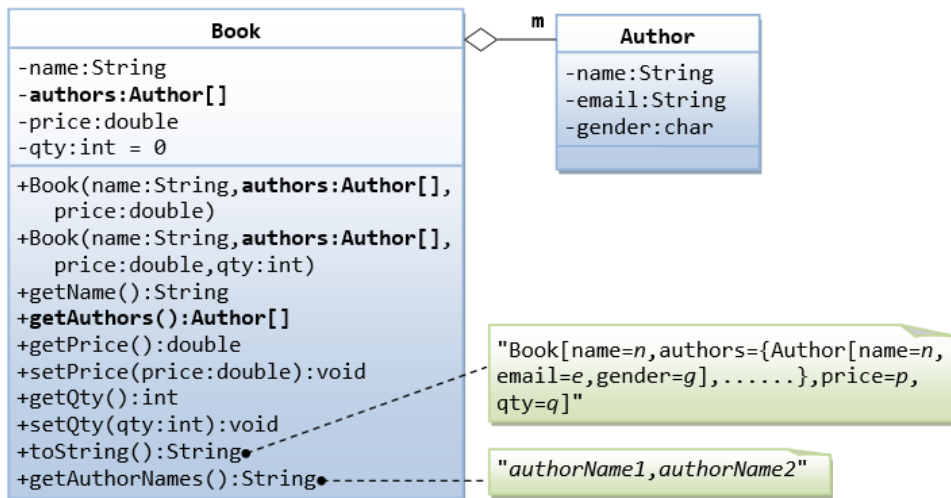 Book
-name:String
-authors:Author[]
-price:double
-qty:int = 0
+Book(name:String,authors:Author[],
price:double)
+Book(name:String,authors:Author[],
price:double,qty:int)
+getName():String
+getAuthors():Author[]
+getPrice():double
+setPrice(price:double):void
+getQty():int
+setQty(qty:int):void
+toString():String
+getAuthorNames():String
m
Author
-name:String
-email:String
-gender:char
"Book[name=n,authors={Author[name=n,
email=e,gender=g],......},price=p,
qty=q]"
"authorName1,authorName2"